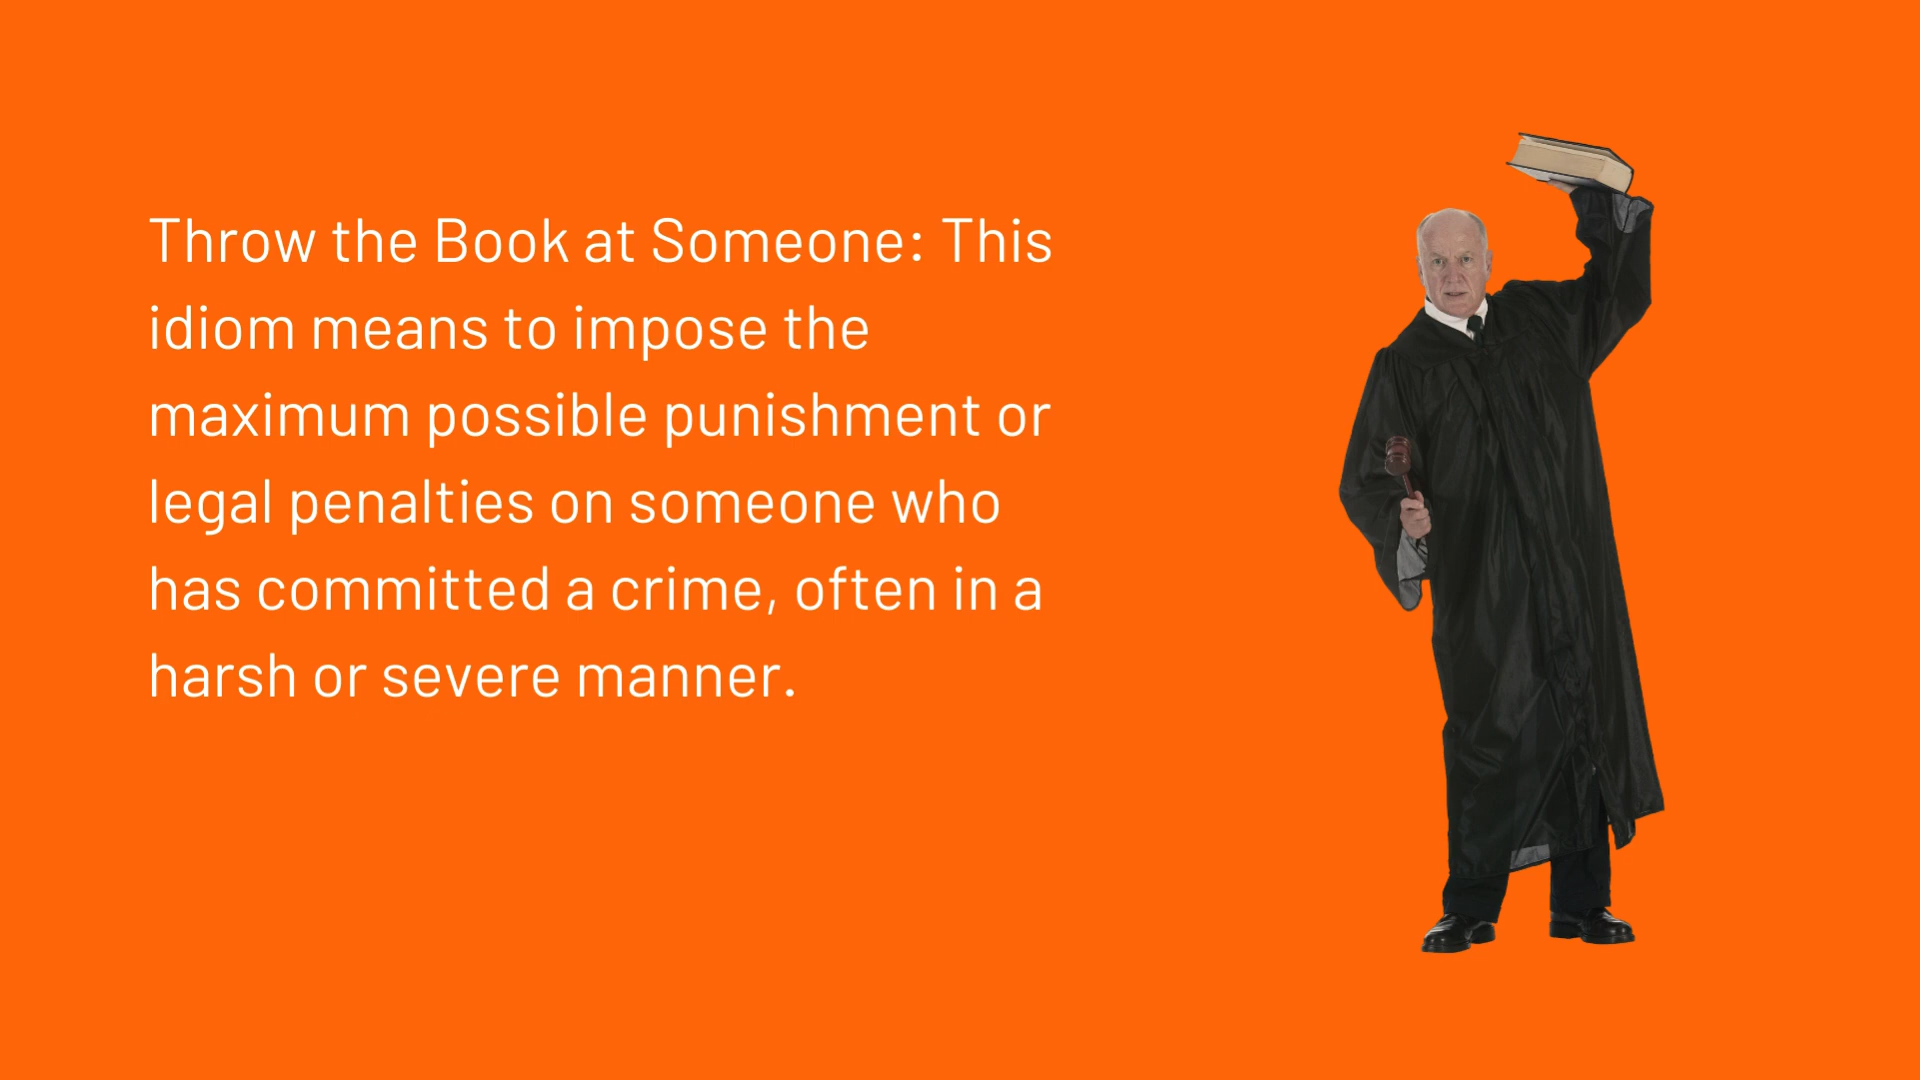 Throw the Book at Someone: This
idiom means to impose the
maximum possible punishment or
legal penalties on someone who
has committed a crime, often in a
harsh or severe manner.